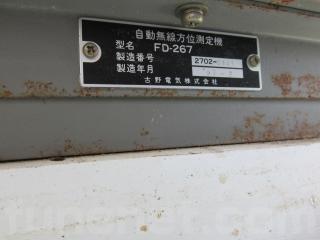 自動無線方位測定機
型名 FD-267
製造番号 2702-
製造年月
古野電気株式会社